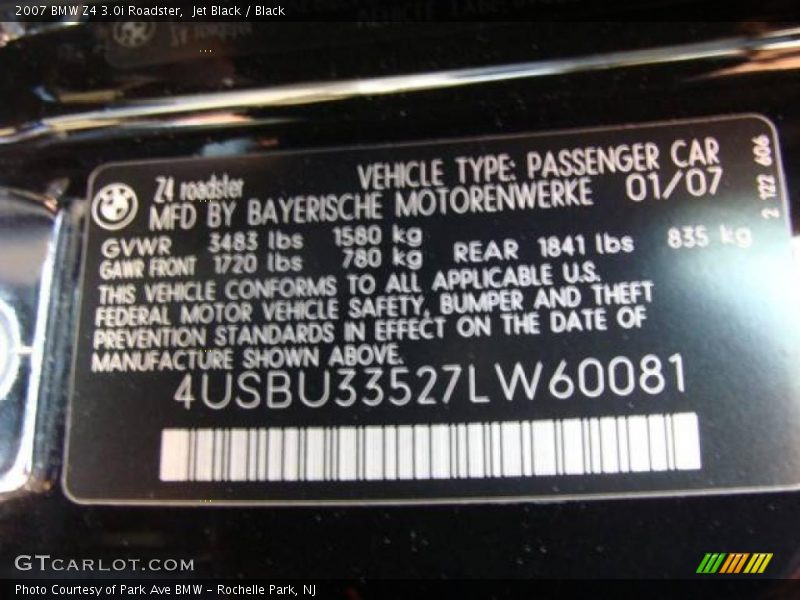 2007 BMW Z4 3.0i Roadster, Jet Black / Black
Z4 roadster VEHICLE TYPE: PASSENGER CAR
MFD BY BAYERISCHE MOTORENWERKE 01/07
GVWR 3483 lbs 1580 kg
GAWR FRONT 1720 lbs 780 kg REAR 1841 lbs 835 kg
THIS VEHICLE CONFORMS TO ALL APPLICABLE U.S.
FEDERAL MOTOR VEHICLE SAFETY, BUMPER AND THEFT
PREVENTION STANDARDS IN EFFECT ON THE DATE OF
MANUFACTURE SHOWN ABOVE.
4USBU33527LW60081
2 122 606
GTCARLOT.COM
Photo Courtesy of Park Ave BMW - Rochelle Park, NJ